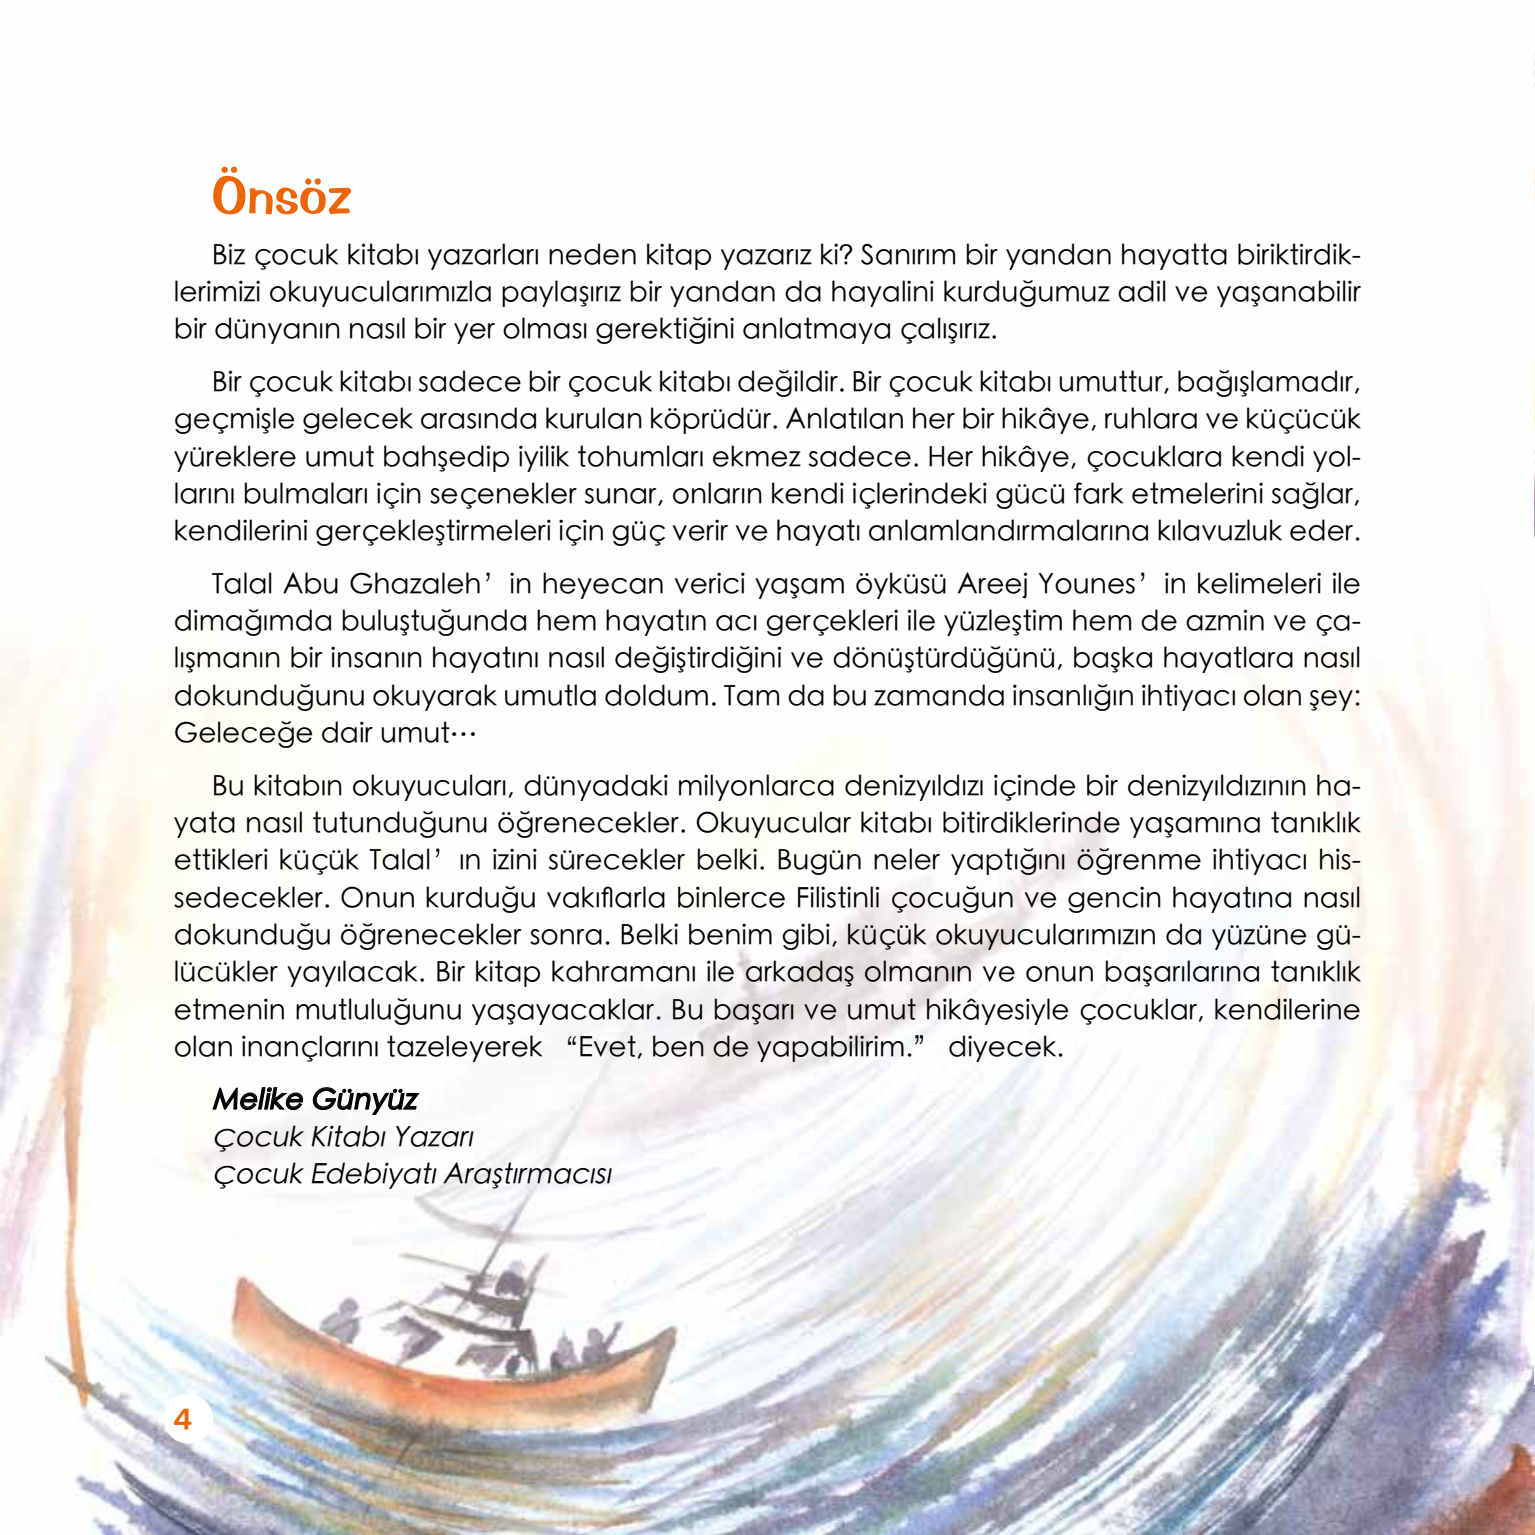 Önsöz
Biz çocuk kitabı yazarları neden kitap yazarız ki? Sanırım bir yandan hayatta biriktirdik-
lerimizi okuyucularımızla paylaşırız bir yandan da hayalini kurduğumuz adil ve yaşanabilir
bir dünyanın nasıl bir yer olması gerektiğini anlatmaya çalışırız.
Bir çocuk kitabı sadece bir çocuk kitabı değildir. Bir çocuk kitabı umuttur, bağışlamadır,
geçmişle gelecek arasında kurulan köprüdür. Anlatılan her bir hikâye, ruhlara ve küçücük
yüreklere umut bahşedip iyilik tohumları ekmez sadece. Her hikâye, çocuklara kendi yol-
larını bulmaları için seçenekler sunar, onların kendi içlerindeki gücü fark etmelerini sağlar,
kendilerini gerçekleştirmeleri için güç verir ve hayatı anlamlandırmalarına kılavuzluk eder.
Talal Abu Ghazaleh’ in heyecan verici yaşam öyküsü Areej Younes’ in kelimeleri ile
dimağımda buluştuğunda hem hayatın acı gerçekleri ile yüzleştim hem de azmin ve ça-
lışmanın bir insanın hayatını nasıl değiştirdiğini ve dönüştürdüğünü, başka hayatlara nasıl
dokunduğunu okuyarak umutla doldum. Tam da bu zamanda insanlığın ihtiyacı olan şey:
Geleceğe dair umut…
Bu kitabın okuyucuları, dünyadaki milyonlarca denizyıldızı içinde bir denizyıldızının ha-
yata nasıl tutunduğunu öğrenecekler. Okuyucular kitabı bitirdiklerinde yaşamına tanıklık
ettikleri küçük Talal’ ın izini sürecekler belki. Bugün neler yaptığını öğrenme ihtiyacı his-
sedecekler. Onun kurduğu vakıflarla binlerce Filistinli çocuğun ve gencin hayatına nasıl
dokunduğu öğrenecekler sonra. Belki benim gibi, küçük okuyucularımızın da yüzüne gü-
lücükler yayılacak. Bir kitap kahramanı ile arkadaş olmanın ve onun başarılarına tanıklık
etmenin mutluluğunu yaşayacaklar. Bu başarı ve umut hikâyesiyle çocuklar, kendilerine
olan inançlarını tazeleyerek “Evet, ben de yapabilirim.” diyecek.
Melike Günyüz
Çocuk Kitabı Yazarı
Çocuk Edebiyatı Araştırmacısı
4